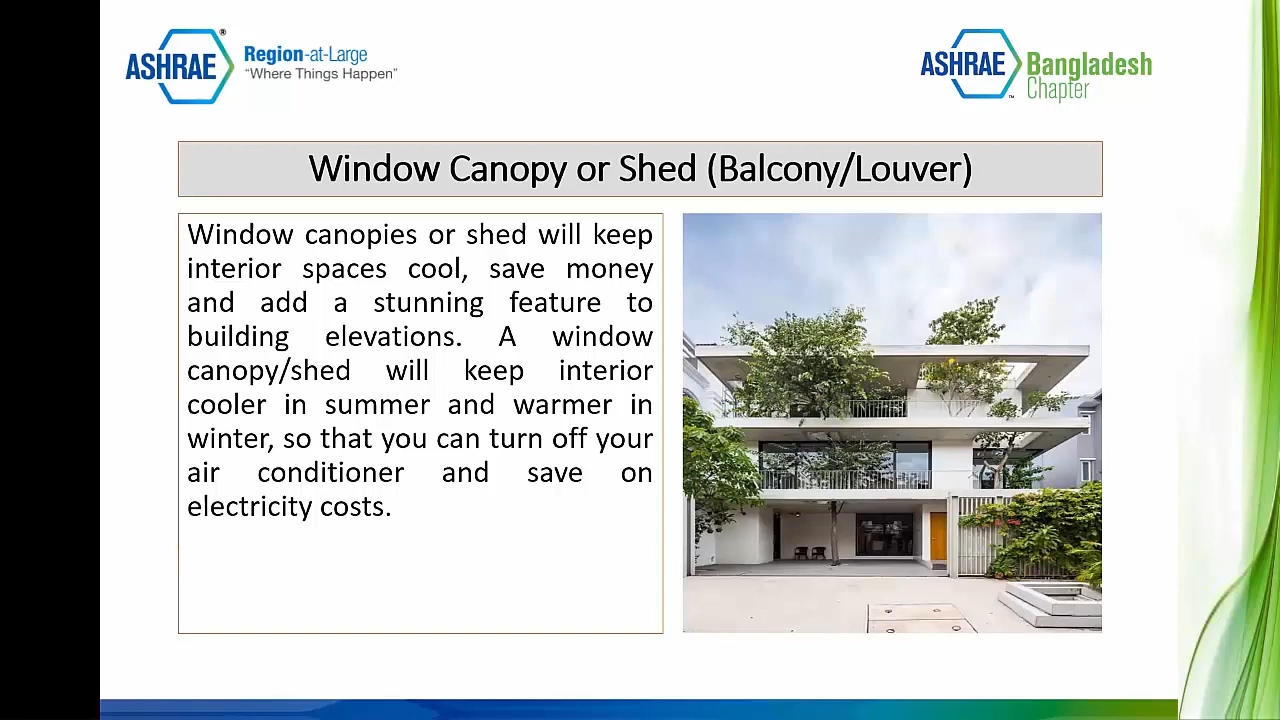 ASHRAE®
Region-at-Large
"Where Things Happen"
ASHRAE™
Bangladesh
Chapter
Window Canopy or Shed (Balcony/Louver)
Window canopies or shed will keep
interior spaces cool, save money
and add a stunning feature to
building elevations. A window
canopy/shed will keep interior
cooler in summer and warmer in
winter, so that you can turn off your
air conditioner and save on
electricity costs.